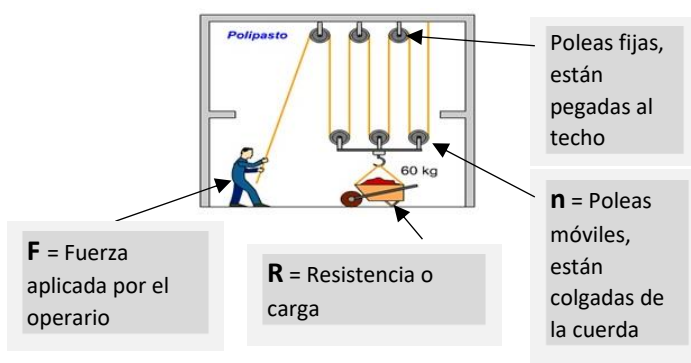 Polipasto
60 kg
Poleas fijas,
están
pegadas al
techo
n = Poleas
móviles,
están
colgadas de
la cuerda
F = Fuerza
aplicada por el
operario
R = Resistencia o
carga